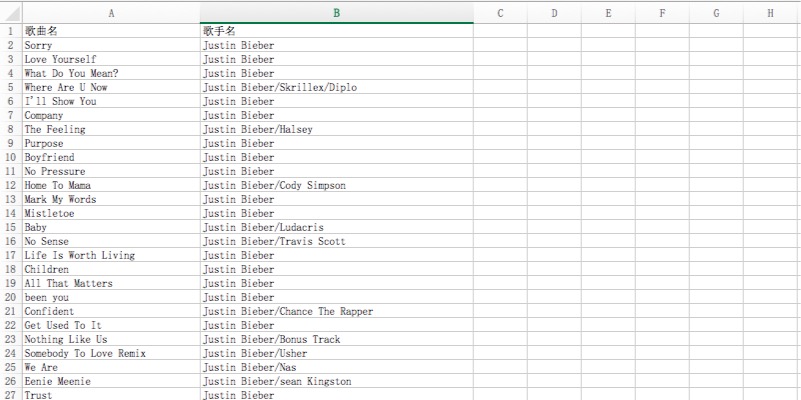 A B C D E F G H
1 歌曲名 歌手名
2 Sorry Justin Bieber
3 Love Yourself Justin Bieber
4 What Do You Mean? Justin Bieber
5 Where Are U Now Justin Bieber/Skrillex/Diplo
6 I'll Show You Justin Bieber
7 Company Justin Bieber
8 The Feeling Justin Bieber/Halsey
9 Purpose Justin Bieber
10 Boyfriend Justin Bieber
11 No Pressure Justin Bieber
12 Home To Mama Justin Bieber/Cody Simpson
13 Mark My Words Justin Bieber
14 Mistletoe Justin Bieber
15 Baby Justin Bieber/Ludacris
16 No Sense Justin Bieber/Travis Scott
17 Life Is Worth Living Justin Bieber
18 Children Justin Bieber
19 All That Matters Justin Bieber
20 been you Justin Bieber
21 Confident Justin Bieber/Chance The Rapper
22 Get Used To It Justin Bieber
23 Nothing Like Us Justin Bieber/Bonus Track
24 Somebody To Love Remix Justin Bieber/Usher
25 We Are Justin Bieber/Nas
26 Eenie Meenie Justin Bieber/sean Kingston
27 Trust Justin Bieber